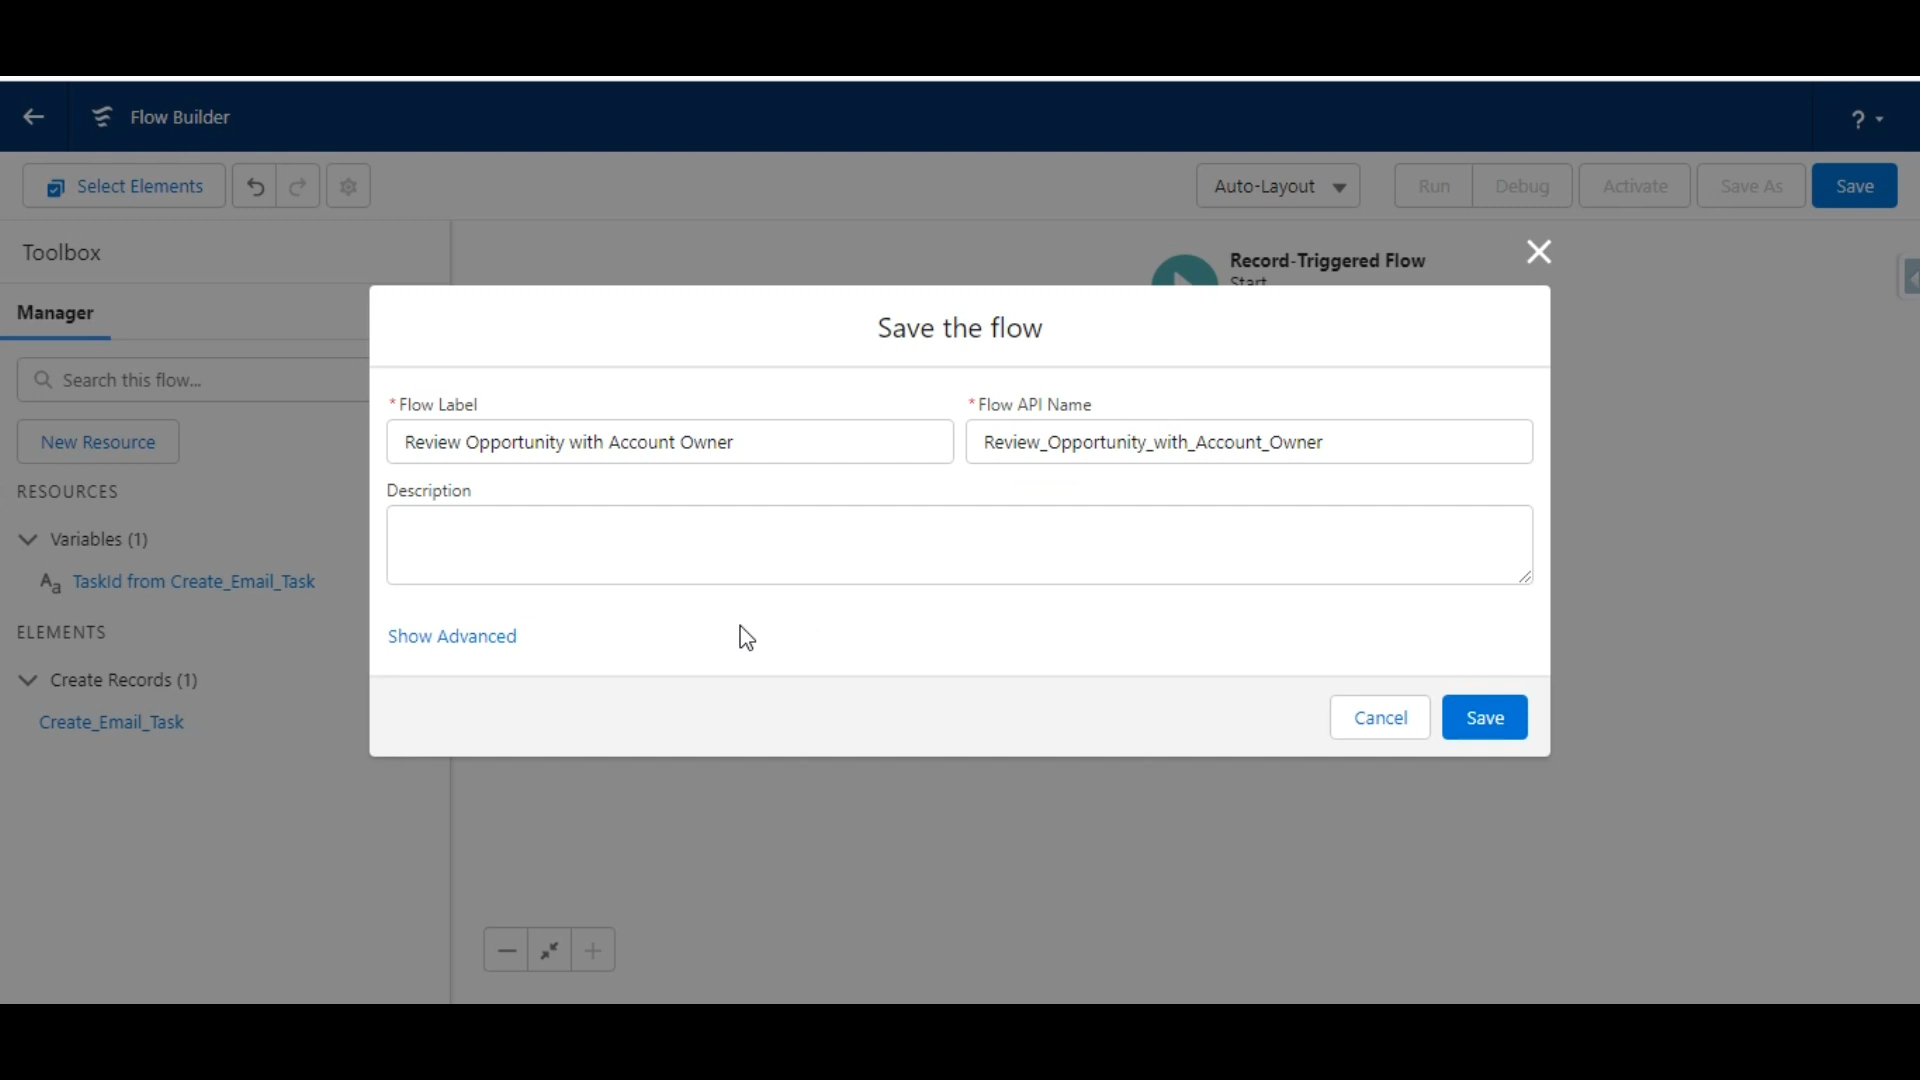 Flow Builder
?
Select Elements
Auto-Layout
Run
Debug
Activate
Save As
Save
Toolbox
Record-Triggered Flow
Start
Manager
Save the flow
Search this flow...
*Flow Label
*Flow API Name
Review Opportunity with Account Owner
Review_Opportunity_with_Account_Owner
New Resource
RESOURCES
Description
Variables (1)
Aa TaskId from Create_Email_Task
ELEMENTS
Show Advanced
Create Records (1)
Create_Email_Task
Cancel
Save